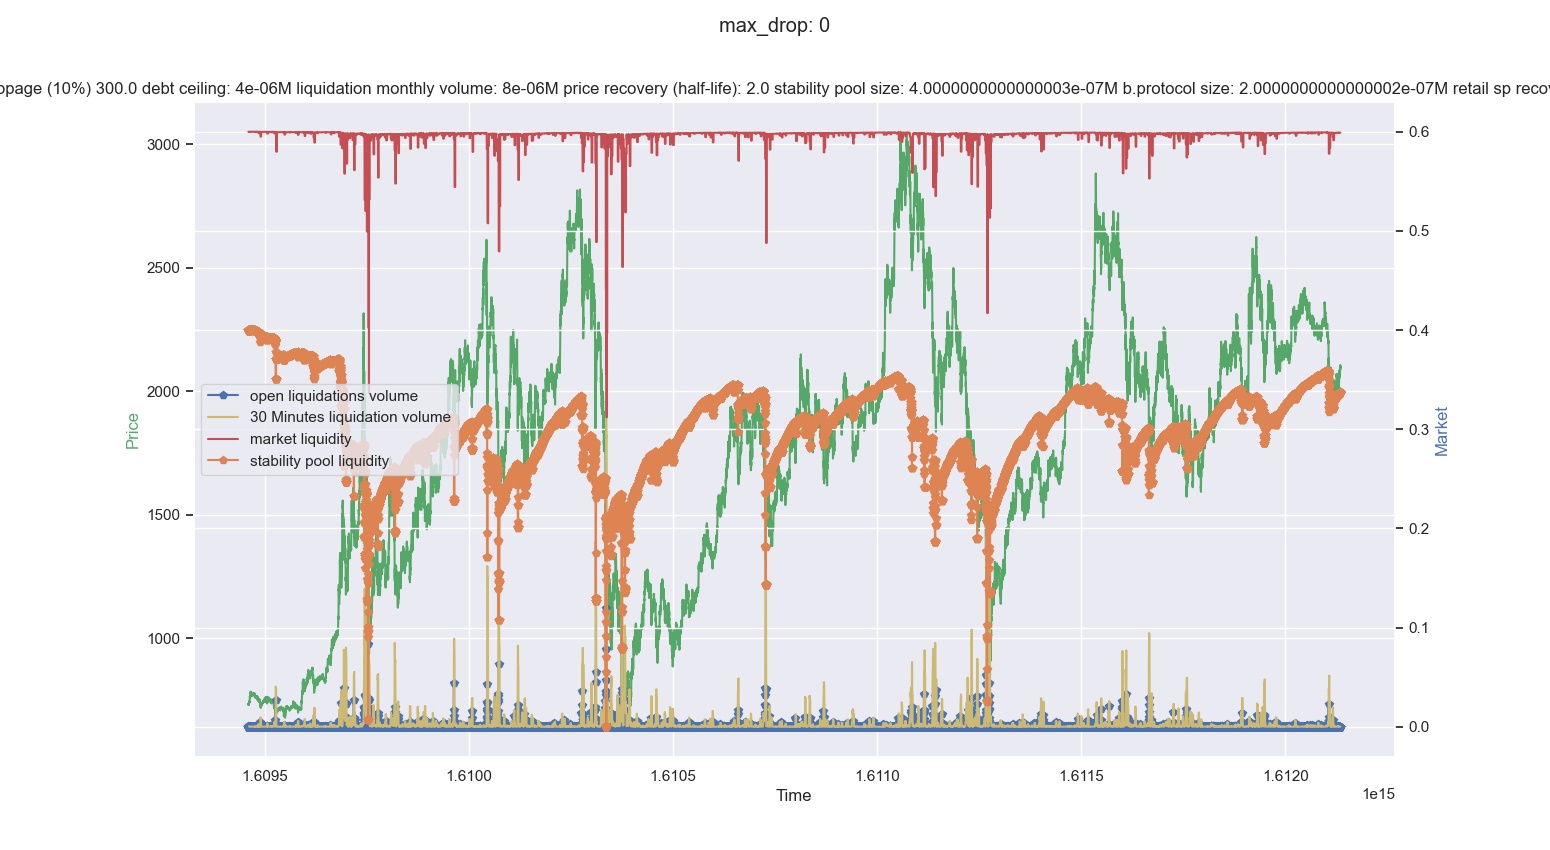 max_drop: 0
(10%) 300.0 debt ceiling: 4e-06M liquidation monthly volume: 8e-06M price recovery (half-life): 2.0 stability pool size: 4.0000000000000003e-07M b.protocol size: 2.0000000000000002e-07M retail sp
3000
2500
2000
1500
1000
Price
0.6
0.5
0.4
0.3
0.2
0.1
0.0
Market
open liquidations volume
30 Minutes liquidation volume
market liquidity
stability pool liquidity
1.6095 1.6100 1.6105 1.6110 1.6115 1.6120
Time
1e15